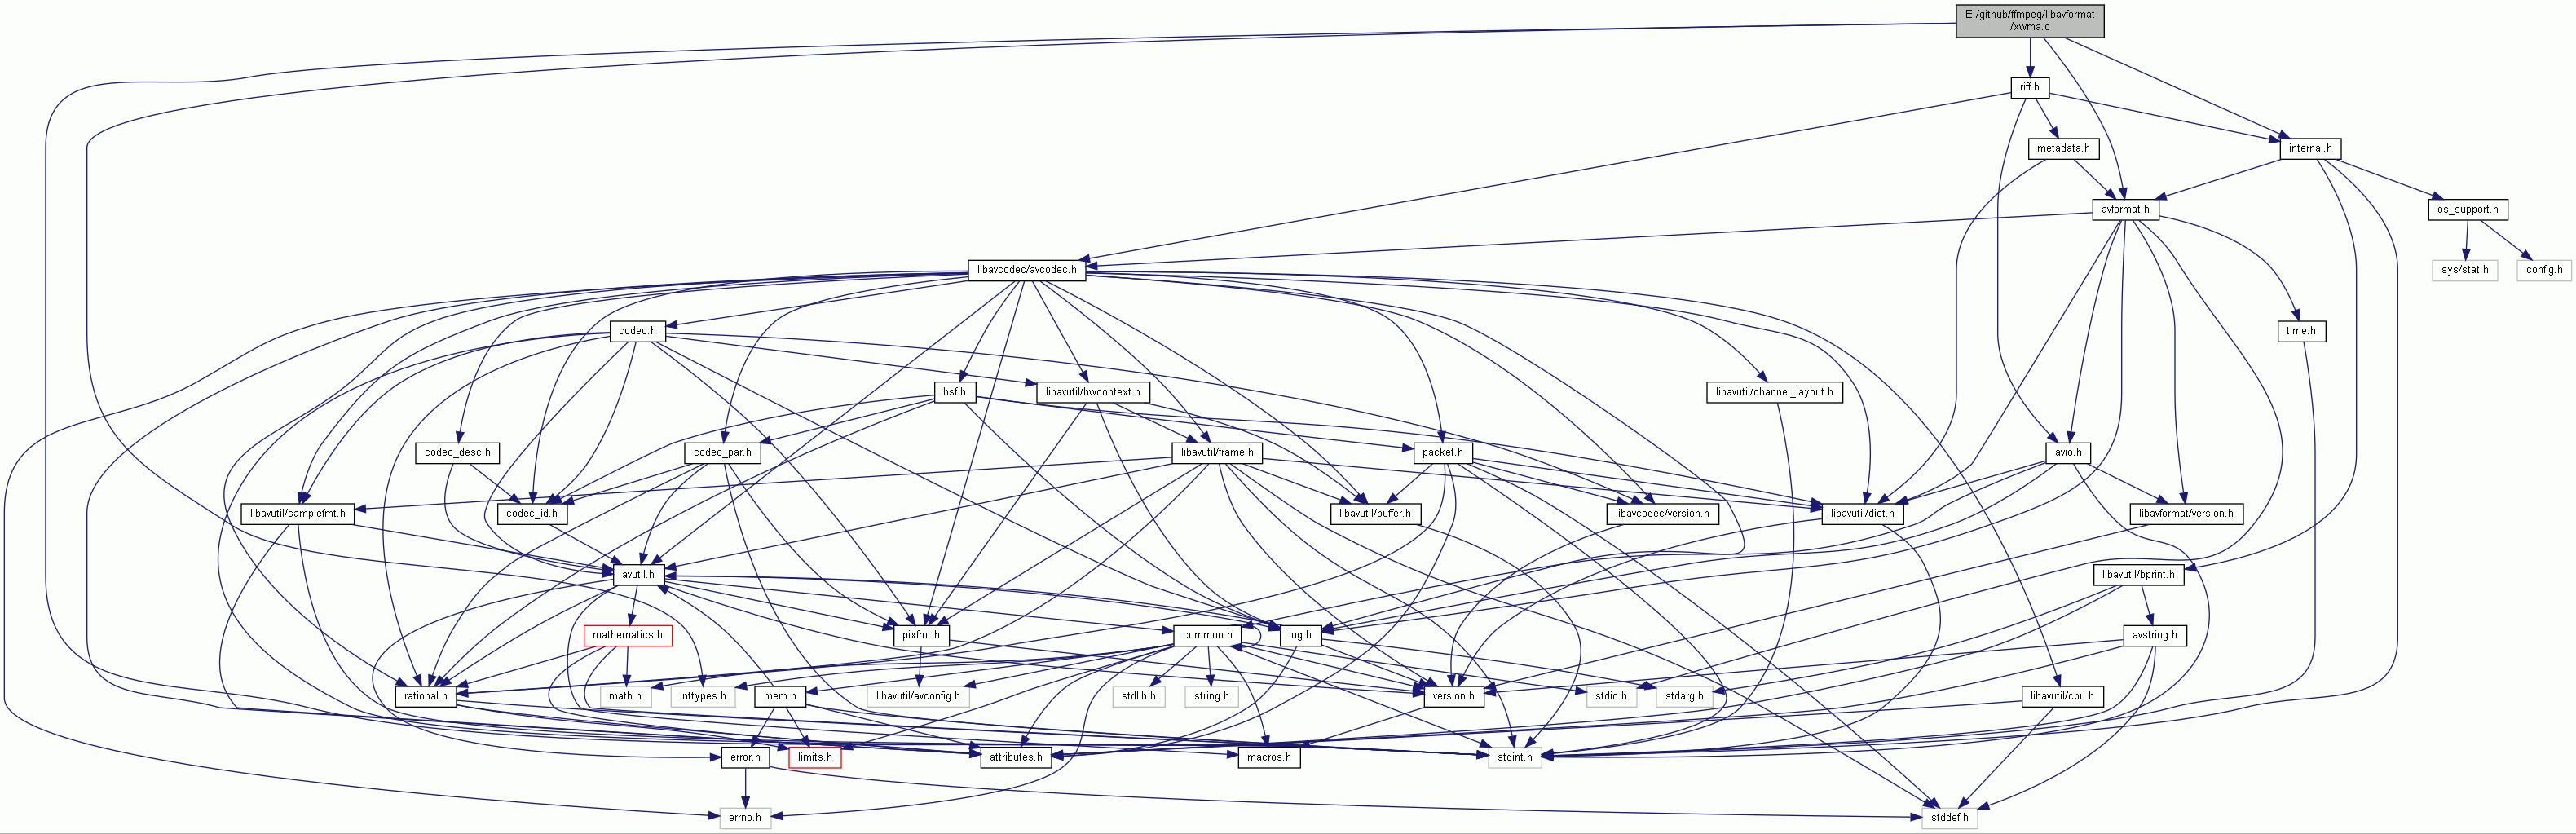 E:/github/ffmpeg/libavformat
/xwma.c
riff.h
metadata.h
internal.h
avformat.h
os_support.h
libavcodec/avcodec.h
sys/stat.h
config.h
codec.h
time.h
bsf.h
libavutil/hwcontext.h
libavutil/channel_layout.h
codec_desc.h
codec_par.h
libavutil/frame.h
packet.h
avio.h
libavutil/samplefmt.h
codec_id.h
libavutil/buffer.h
libavcodec/version.h
libavutil/dict.h
libavformat/version.h
avutil.h
libavutil/bprint.h
mathematics.h
pixfmt.h
common.h
log.h
avstring.h
rational.h
math.h
inttypes.h
mem.h
libavutil/avconfig.h
stdlib.h
string.h
version.h
stdio.h
stdarg.h
libavutil/cpu.h
error.h
limits.h
attributes.h
macros.h
stdint.h
errno.h
stddef.h